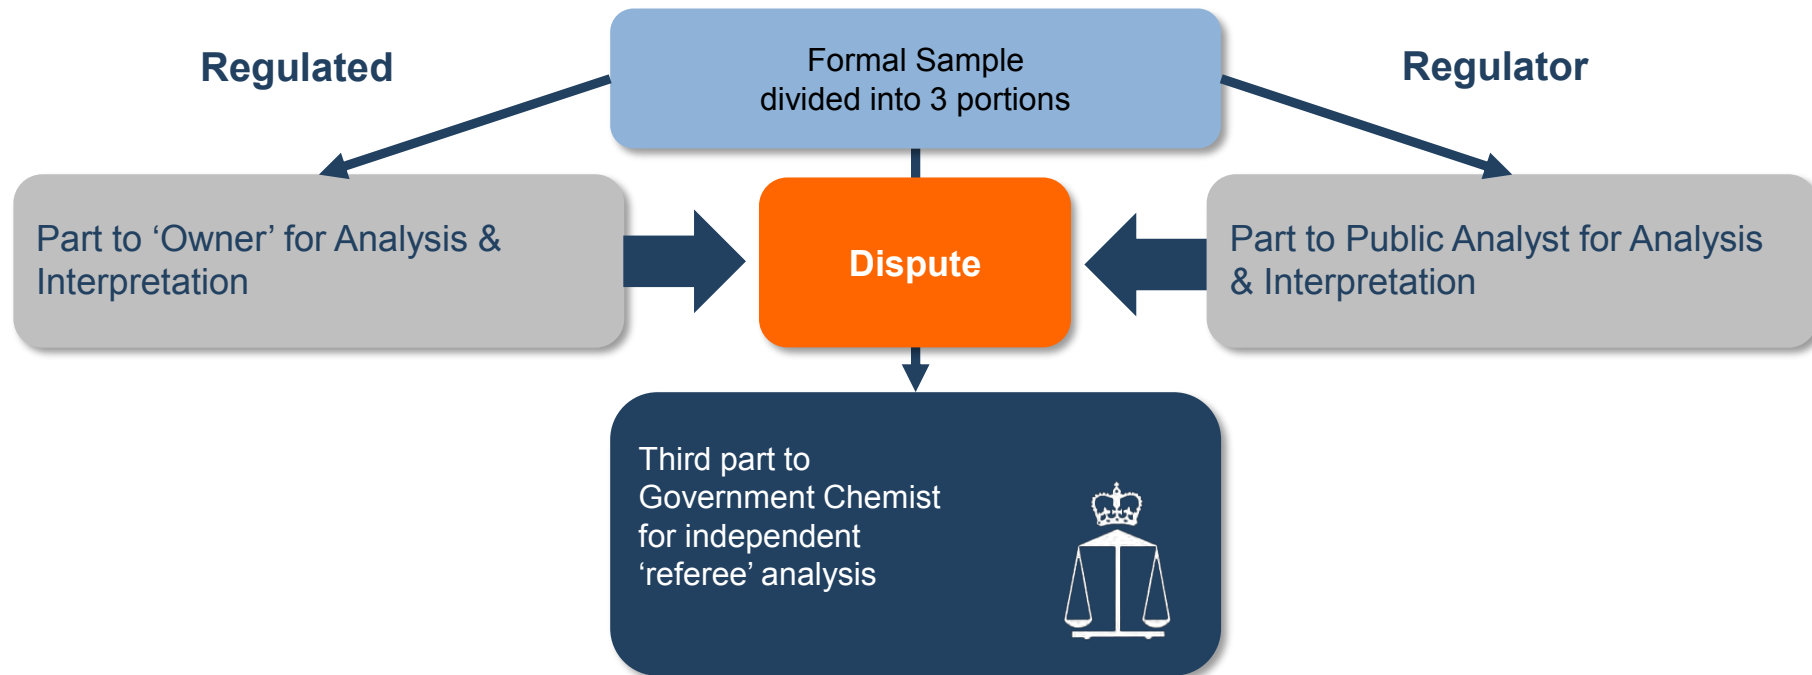 Regulated
Formal Sample
divided into 3 portions
Regulator
Part to ‘Owner’ for Analysis &
Interpretation
Dispute
Part to Public Analyst for Analysis
& Interpretation
Third part to
Government Chemist
for independent
‘referee’ analysis